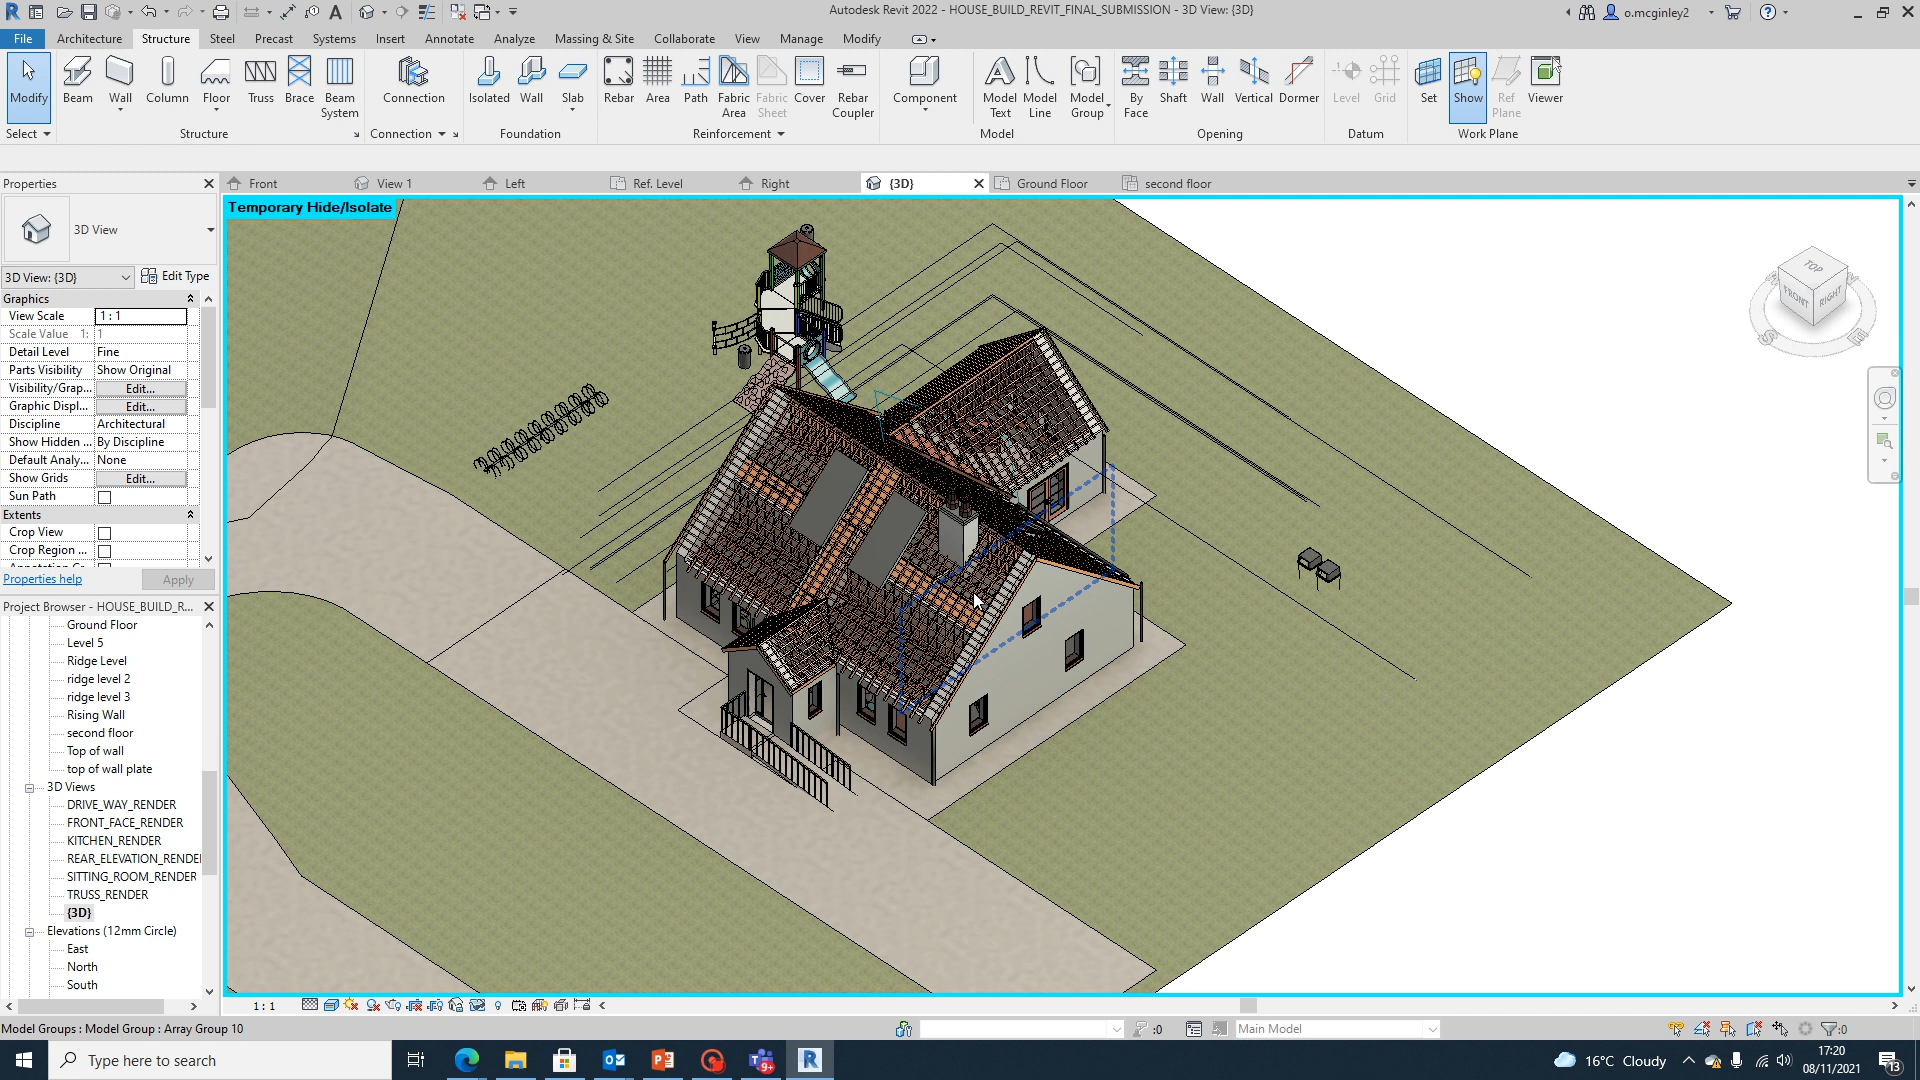 Autodesk Revit 2022 - HOUSE_BUILD_REVIT_FINAL_SUBMISSION - 3D View: {3D}
o.mcginley2
File Architecture Structure Steel Precast Systems Insert Annotate Analyze Massing & Site Collaborate View Manage Modify
Modify Beam Wall Column Floor Truss Brace Beam System Connection Isolated Wall Slab Rebar Area Path Fabric Area Fabric Sheet Cover Rebar Coupler Component Model Text Model Line Model Group By Face Shaft Wall Vertical Dormer Level Grid Set Show Ref Plane Viewer
Select Structure Connection Foundation Reinforcement Model Opening Datum Work Plane
Properties
Front View 1 Left Ref. Level Right {3D} Ground Floor second floor
Temporary Hide/Isolate
3D View
3D View: {3D} Edit Type
Graphics
View Scale 1 : 1
Scale Value 1: 1
Detail Level Fine
Parts Visibility Show Original
Visibility/Grap... Edit...
Graphic Displ... Edit...
Discipline Architectural
Show Hidden ... By Discipline
Default Analy... None
Show Grids Edit...
Sun Path
Extents
Crop View
Crop Region ...
Properties help Apply
TOP
FRONT RIGHT
S E
Project Browser - HOUSE_BUILD_R...
Ground Floor
Level 5
Ridge Level
ridge level 2
ridge level 3
Rising Wall
second floor
Top of wall
top of wall plate
3D Views
DRIVE_WAY_RENDER
FRONT_FACE_RENDER
KITCHEN_RENDER
REAR_ELEVATION_RENDE
SITTING_ROOM_RENDER
TRUSS_RENDER
{3D}
Elevations (12mm Circle)
East
North
South
1 : 1
Model Groups : Model Group : Array Group 10
:0 Main Model :0
Type here to search
9+
16°C Cloudy
17:20
08/11/2021
13